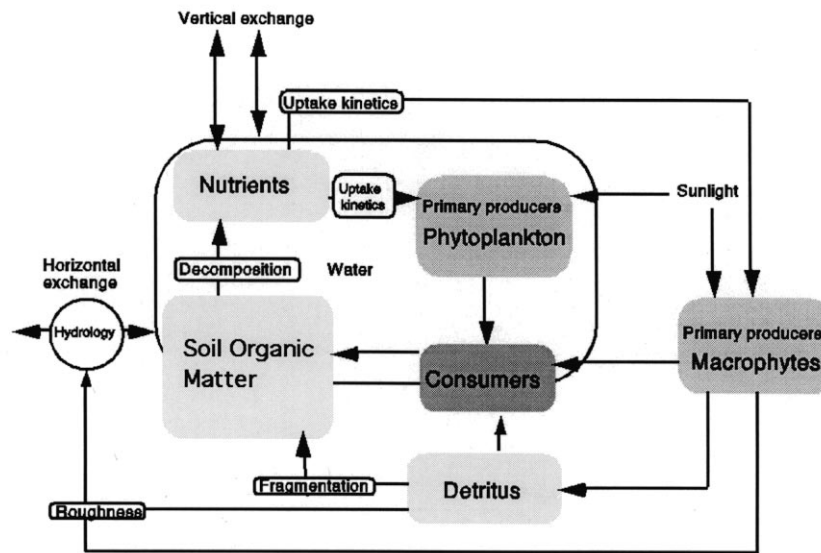 Vertical exchange
Uptake kinetics
Nutrients
Uptake
kinetics
Primary producers
Phytoplankton
Sunlight
Decomposition
Water
Horizontal
exchange
Hydrology
Soil Organic
Matter
Consumers
Primary producers
Macrophytes
Fragmentation
Detritus
Roughness